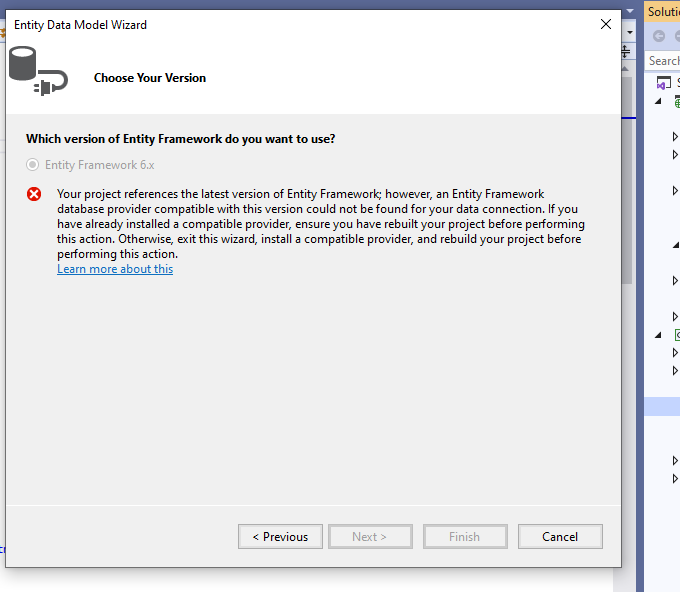 Entity Data Model Wizard
Choose Your Version
Which version of Entity Framework do you want to use?
Entity Framework 6.x
Your project references the latest version of Entity Framework; however, an Entity Framework
database provider compatible with this version could not be found for your data connection. If you
have already installed a compatible provider, ensure you have rebuilt your project before performing
this action. Otherwise, exit this wizard, install a compatible provider, and rebuild your project before
performing this action.
Learn more about this
< Previous
Next >
Finish
Cancel
Soluti
Search